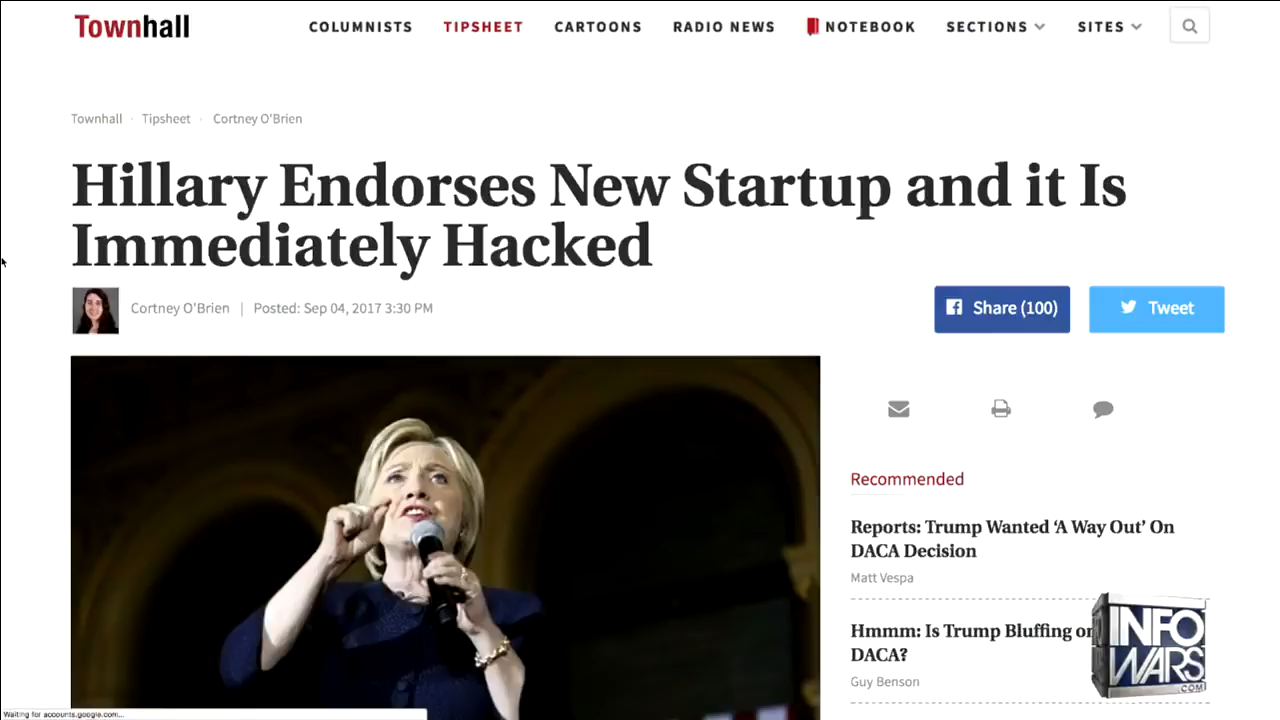 Townhall
COLUMNISTS TIPSHEET CARTOONS RADIO NEWS NOTEBOOK SECTIONS SITES
Townhall · Tipsheet · Cortney O'Brien
Hillary Endorses New Startup and it Is
Immediately Hacked
Cortney O'Brien | Posted: Sep 04, 2017 3:30 PM
Share (100)
Tweet
Recommended
Reports: Trump Wanted ‘A Way Out’ On
DACA Decision
Matt Vespa
Hmmm: Is Trump Bluffing on
DACA?
Guy Benson
INFO
WARS
.COM
Waiting for accounts.google.com...